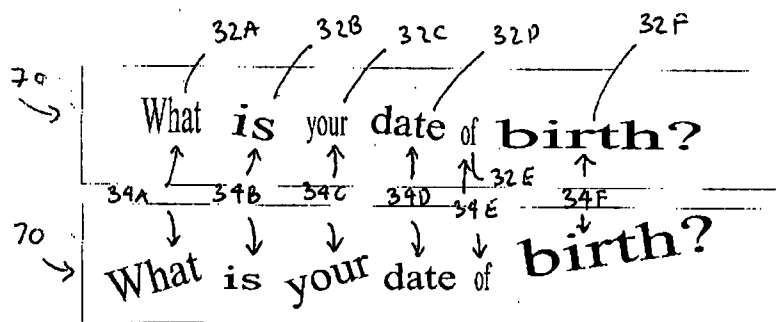 32A 32B 32C 32D 32F
70
What is your date of birth?
32E
34A 34B 34C 34D 34E 34F
70
What is your date of birth?